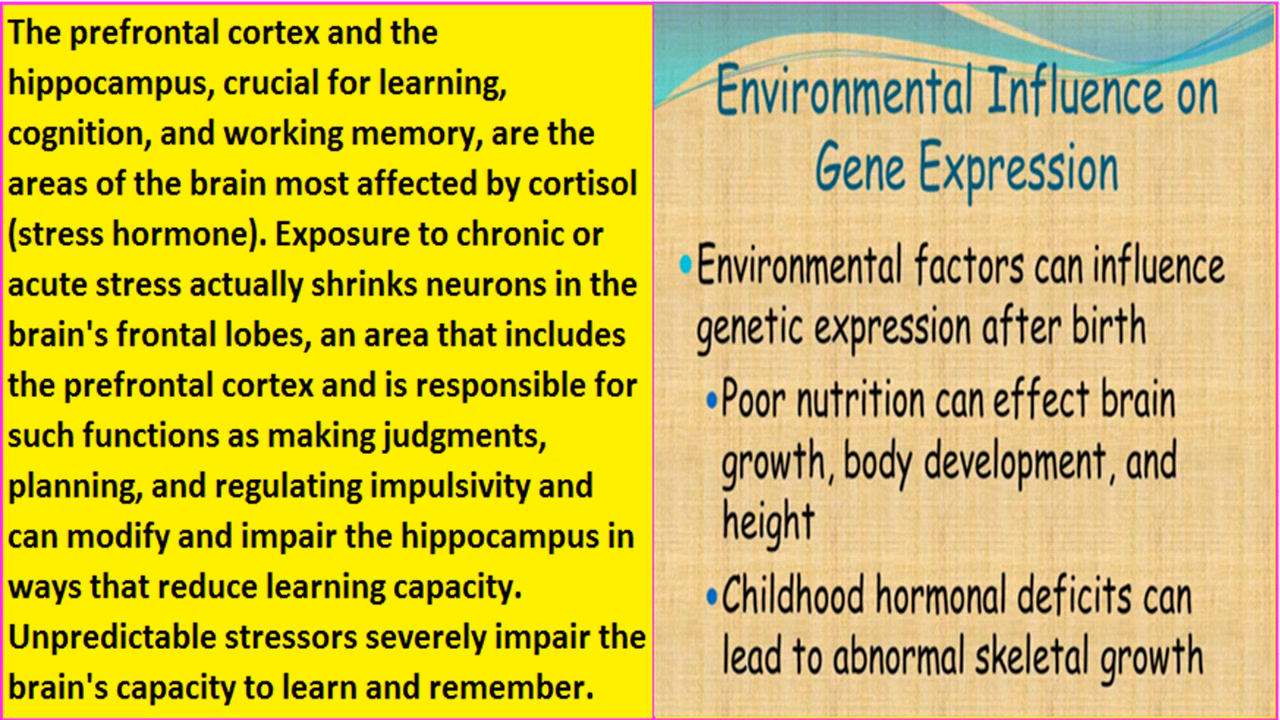 The prefrontal cortex and the
hippocampus, crucial for learning,
cognition, and working memory, are the
areas of the brain most affected by cortisol
(stress hormone). Exposure to chronic or
acute stress actually shrinks neurons in the
brain's frontal lobes, an area that includes
the prefrontal cortex and is responsible for
such functions as making judgments,
planning, and regulating impulsivity and
can modify and impair the hippocampus in
ways that reduce learning capacity.
Unpredictable stressors severely impair the
brain's capacity to learn and remember.
Environmental Influence on
Gene Expression
•Environmental factors can influence
genetic expression after birth
•Poor nutrition can effect brain
growth, body development, and
height
•Childhood hormonal deficits can
lead to abnormal skeletal growth